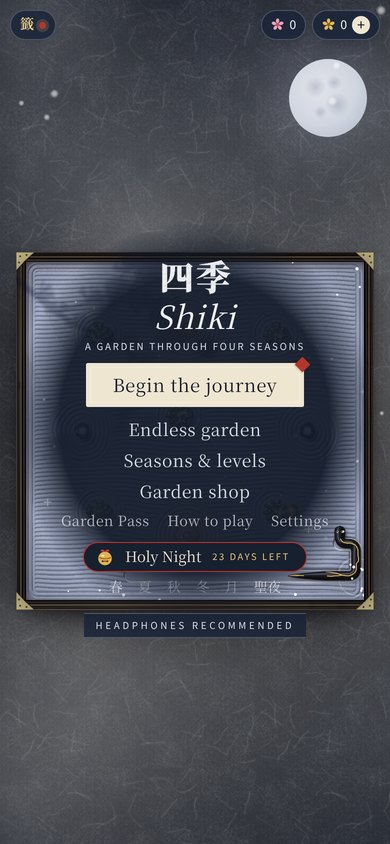 籤
0
0 +
四季
Shiki
A GARDEN THROUGH FOUR SEASONS
Begin the journey
Endless garden
Seasons & levels
Garden shop
Garden Pass How to play Settings
Holy Night 23 DAYS LEFT
春 夏 秋 冬 月 聖夜
HEADPHONES RECOMMENDED